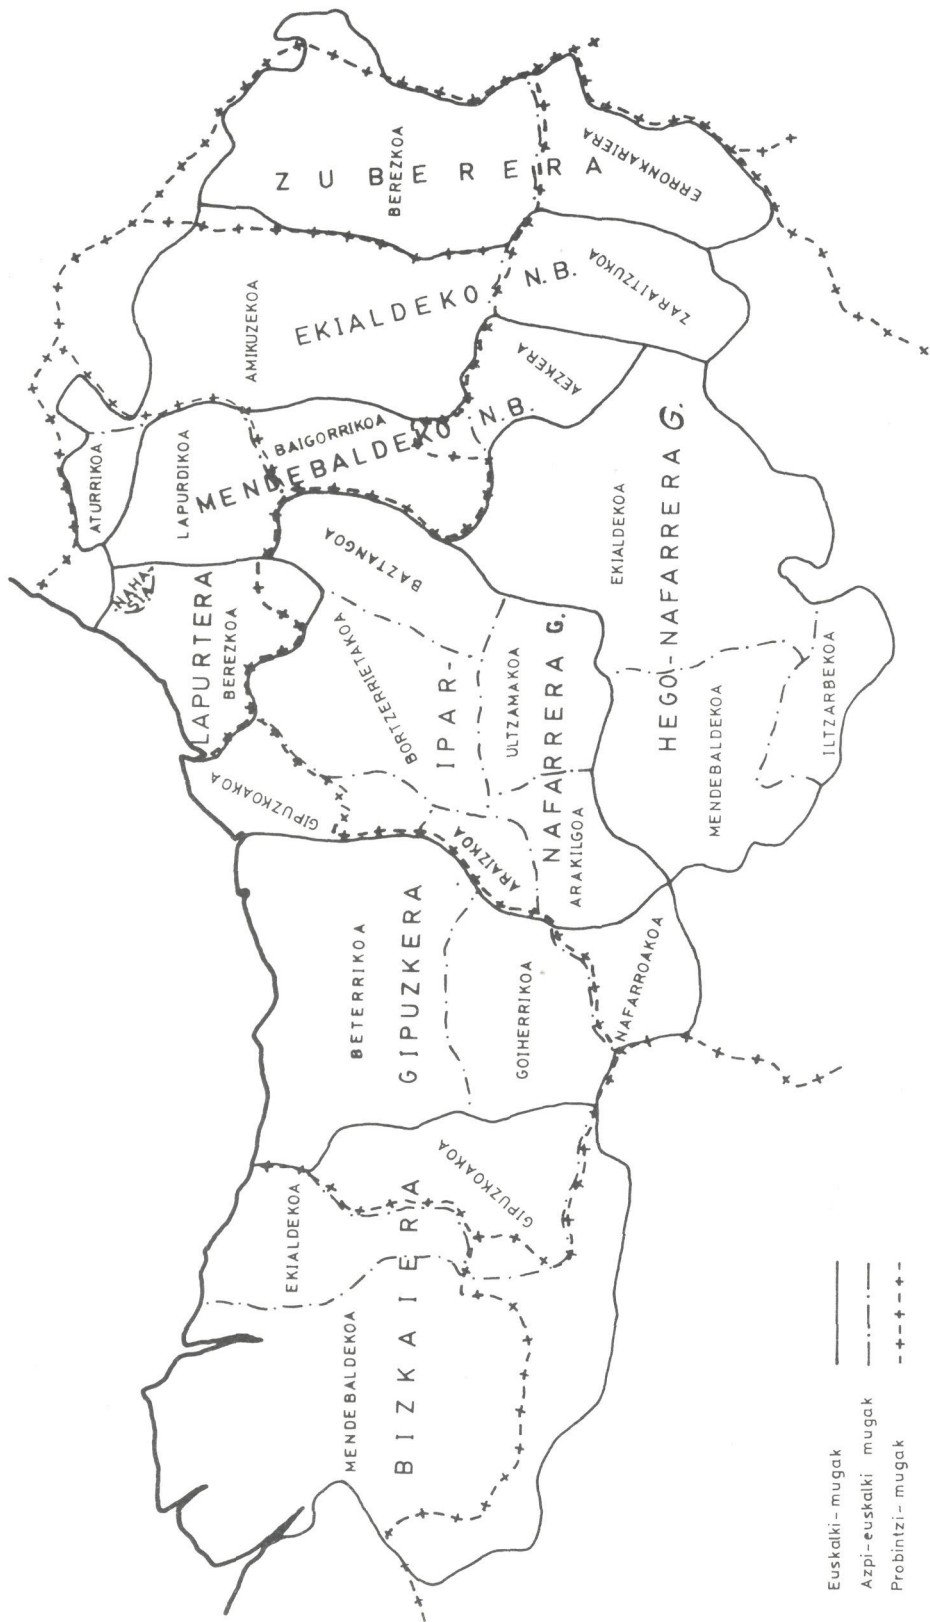 BIZKAIERA
MENDEBALDEKOA
EKIALDEKOA
GIPUZKOAKOA
GIPUZKERA
BETERRIKOA
GOIHERRIKOA
NAFARROAKOA
GIPUZKOAKOA
IPAR-
NAFARRERA G.
ARAIZKOA
ARAKILGOA
BORTZERRIETAKOA
ULTZAMAKOA
BAZTANGOA
HEGO-NAFARRERA G.
MENDEBALDEKOA
EKIALDEKOA
ILTZARBEKOA
LAPURTERA
BEREZKOA
NAHA-
SIA
MENDEBALDEKO N.B.
ATURRIKOA
LAPURDIKOA
BAIGORRIKOA
AEZKERA
EKIALDEKO N.B.
AMIKUZEKOA
ZARAITZUKOA
ZUBERERA
BEREZKOA
ERRONKARIERA
Euskalki-mugak
Azpi-euskalki mugak
Probintzi-mugak